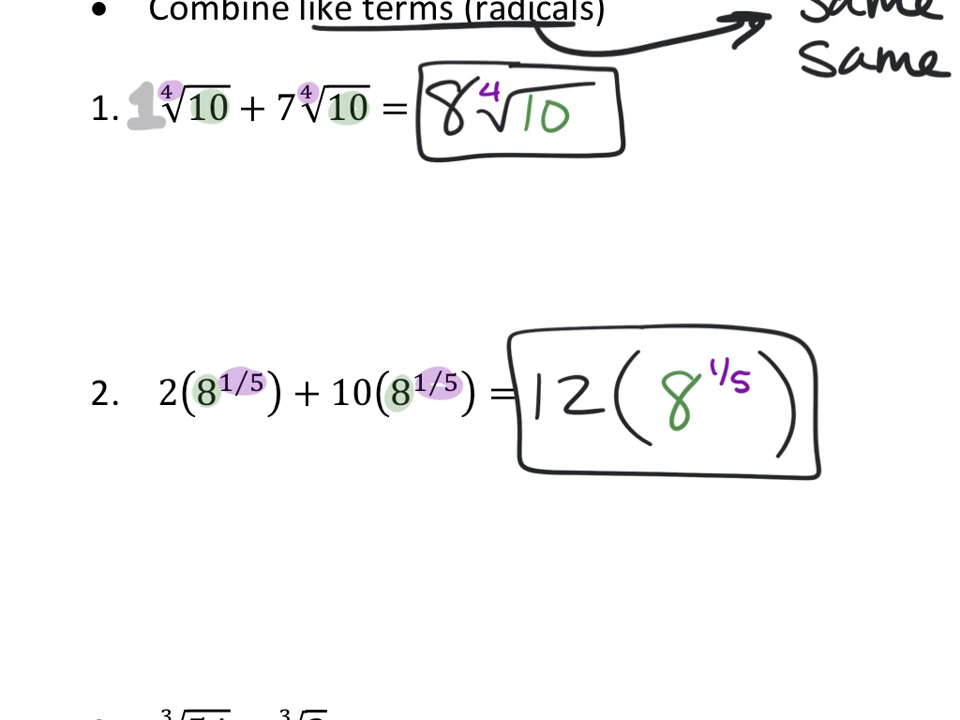 • Combine like terms (radicals)
same
same
1. 1∜10 + 7∜10 = 8∜10
2. 2(8^{1/5}) + 10(8^{1/5}) = 12(8^{1/5})